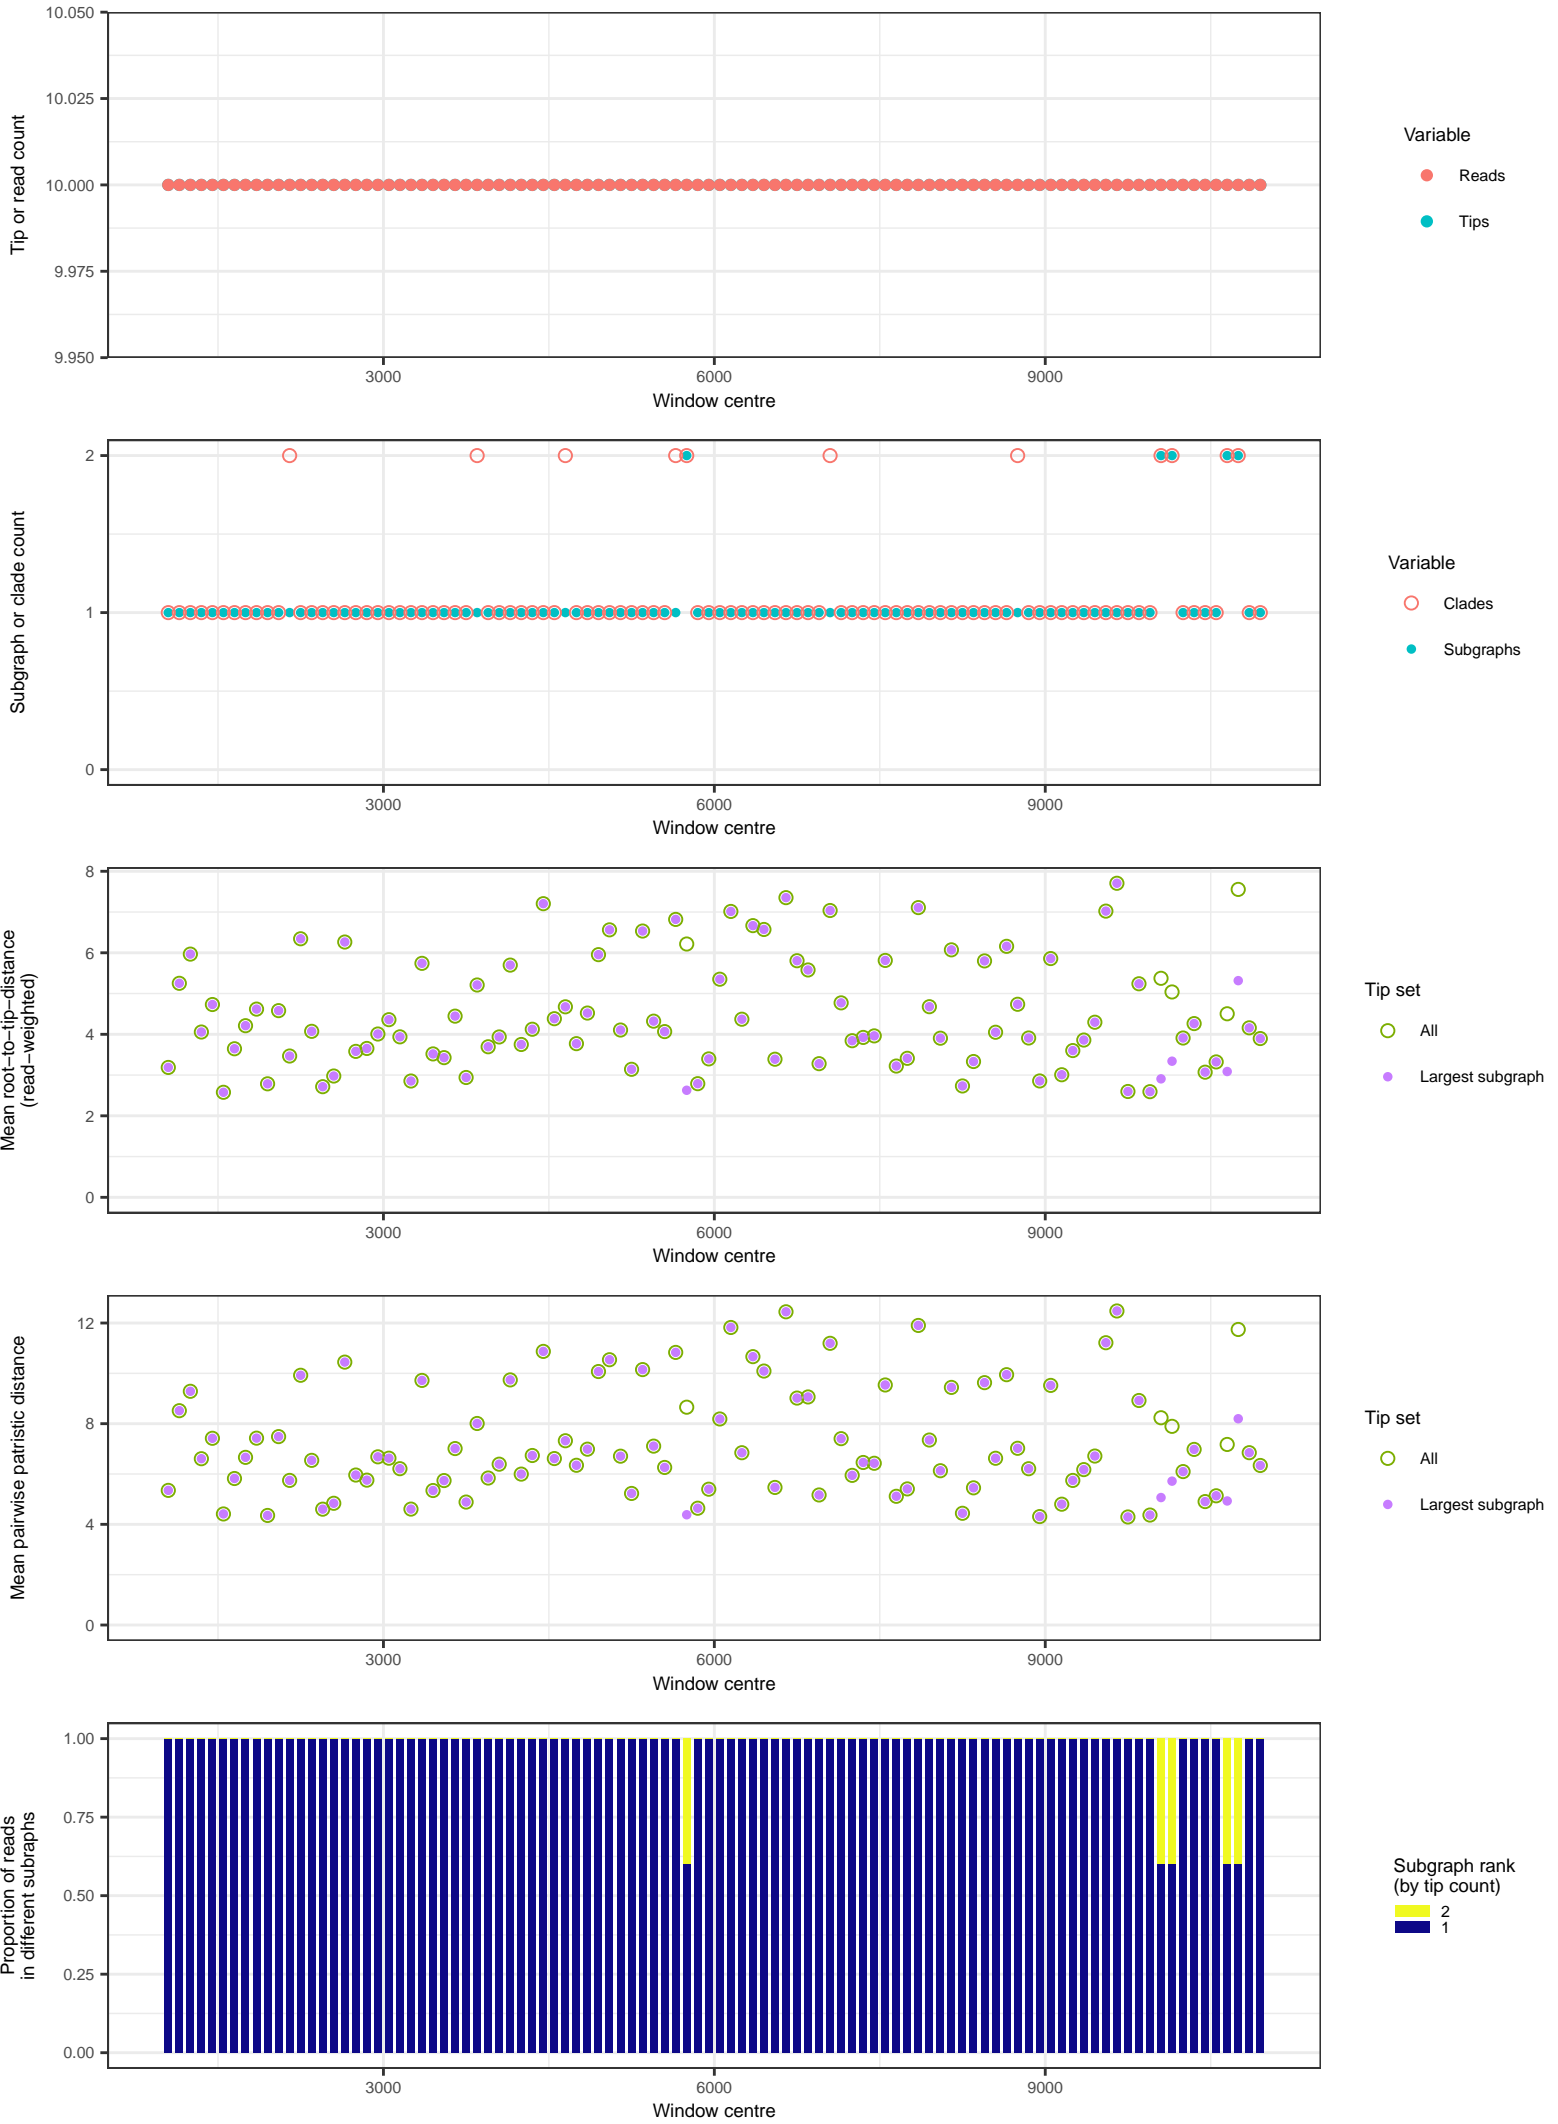 10.050
10.025
10.000
9.975
9.950
Tip or read count
3000
6000
9000
Window centre
Variable
Reads
Tips
2
1
0
Subgraph or clade count
3000
6000
9000
Window centre
Variable
Clades
Subgraphs
8
6
4
2
0
Mean root−to−tip−distance
(read−weighted)
3000
6000
9000
Window centre
Tip set
All
Largest subgraph
12
8
4
0
Mean pairwise patristic distance
3000
6000
9000
Window centre
Tip set
All
Largest subgraph
1.00
0.75
0.50
0.25
0.00
Proportion of reads
in different subraphs
3000
6000
9000
Window centre
Subgraph rank
(by tip count)
2
1